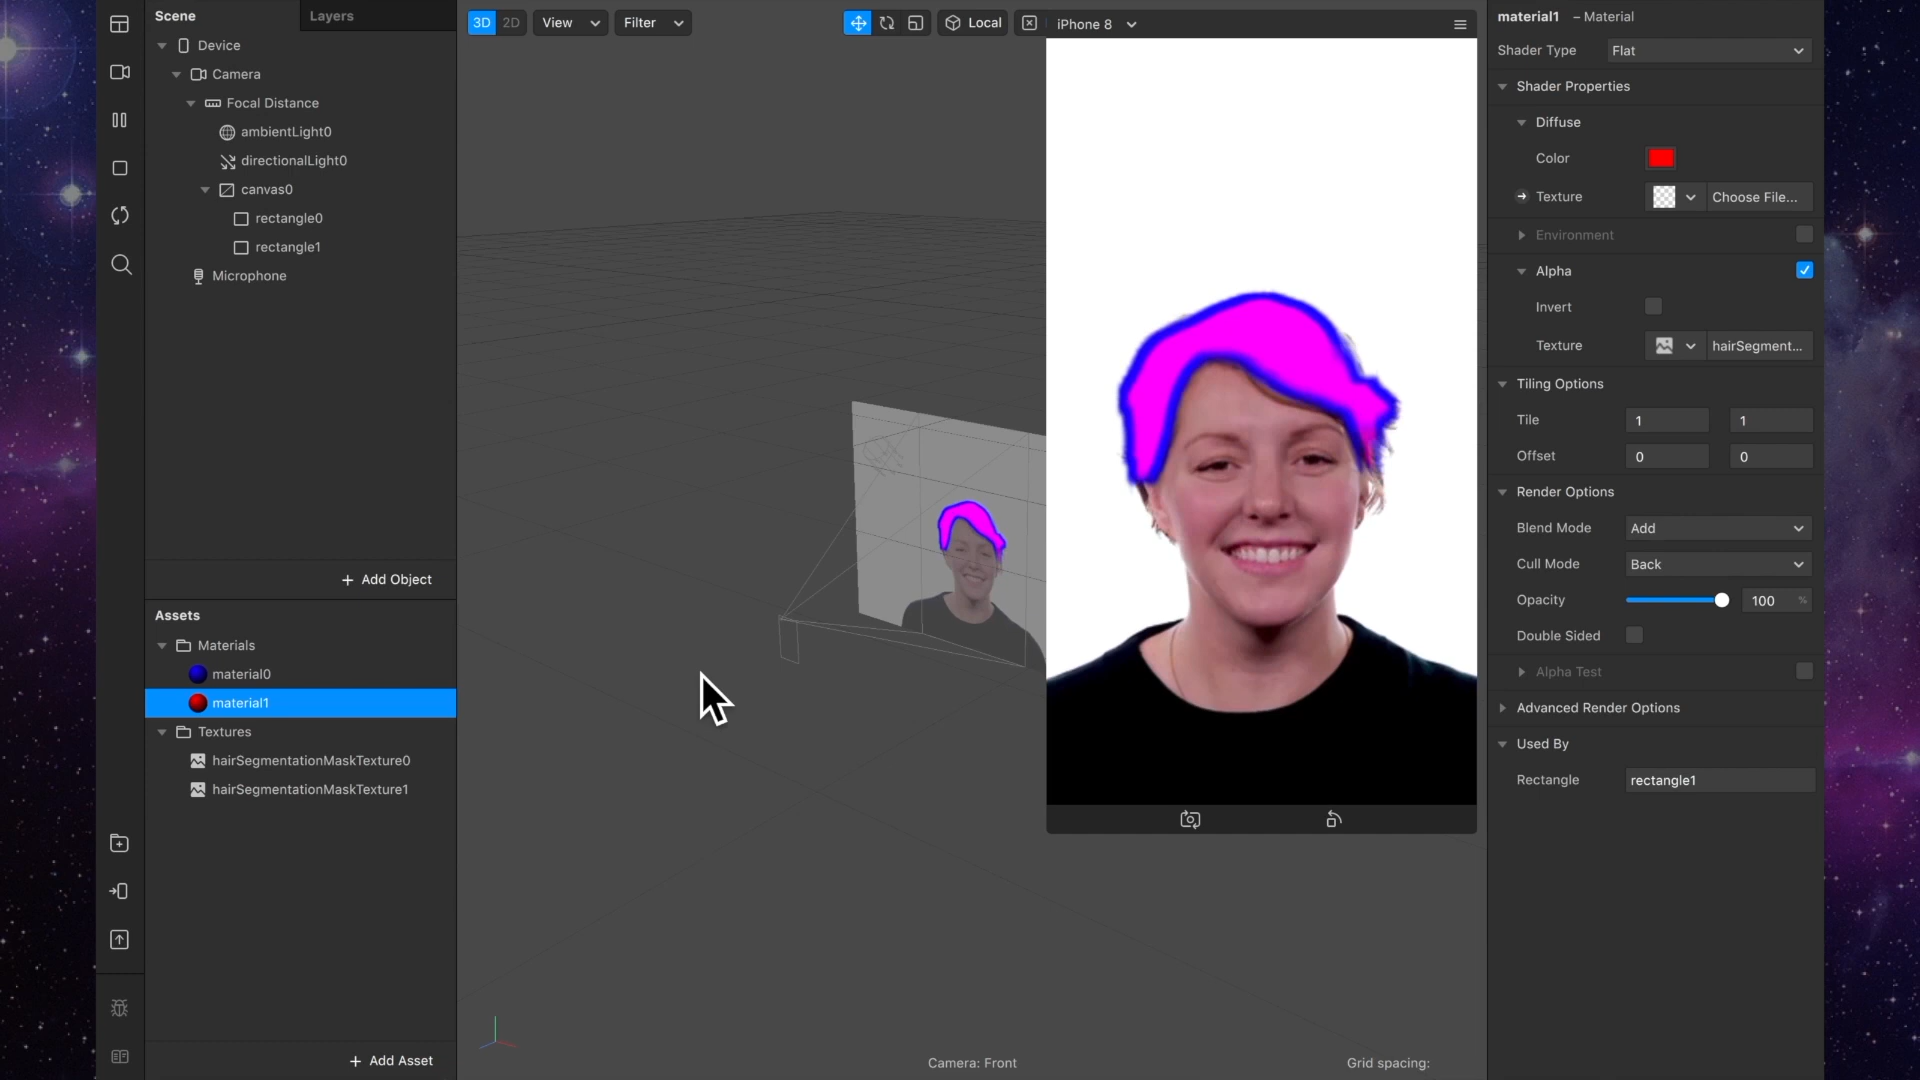 Scene
Layers
Device
Camera
Focal Distance
ambientLight0
directionalLight0
canvas0
rectangle0
rectangle1
Microphone
+ Add Object
Assets
Materials
material0
material1
Textures
hairSegmentationMaskTexture0
hairSegmentationMaskTexture1
+ Add Asset
3D 2D View Filter Local iPhone 8
Camera: Front
Grid spacing:
material1 – Material
Shader Type Flat
Shader Properties
Diffuse
Color
Texture Choose File...
Environment
Alpha
Invert
Texture hairSegment...
Tiling Options
Tile 1 1
Offset 0 0
Render Options
Blend Mode Add
Cull Mode Back
Opacity 100 %
Double Sided
Alpha Test
Advanced Render Options
Used By
Rectangle rectangle1